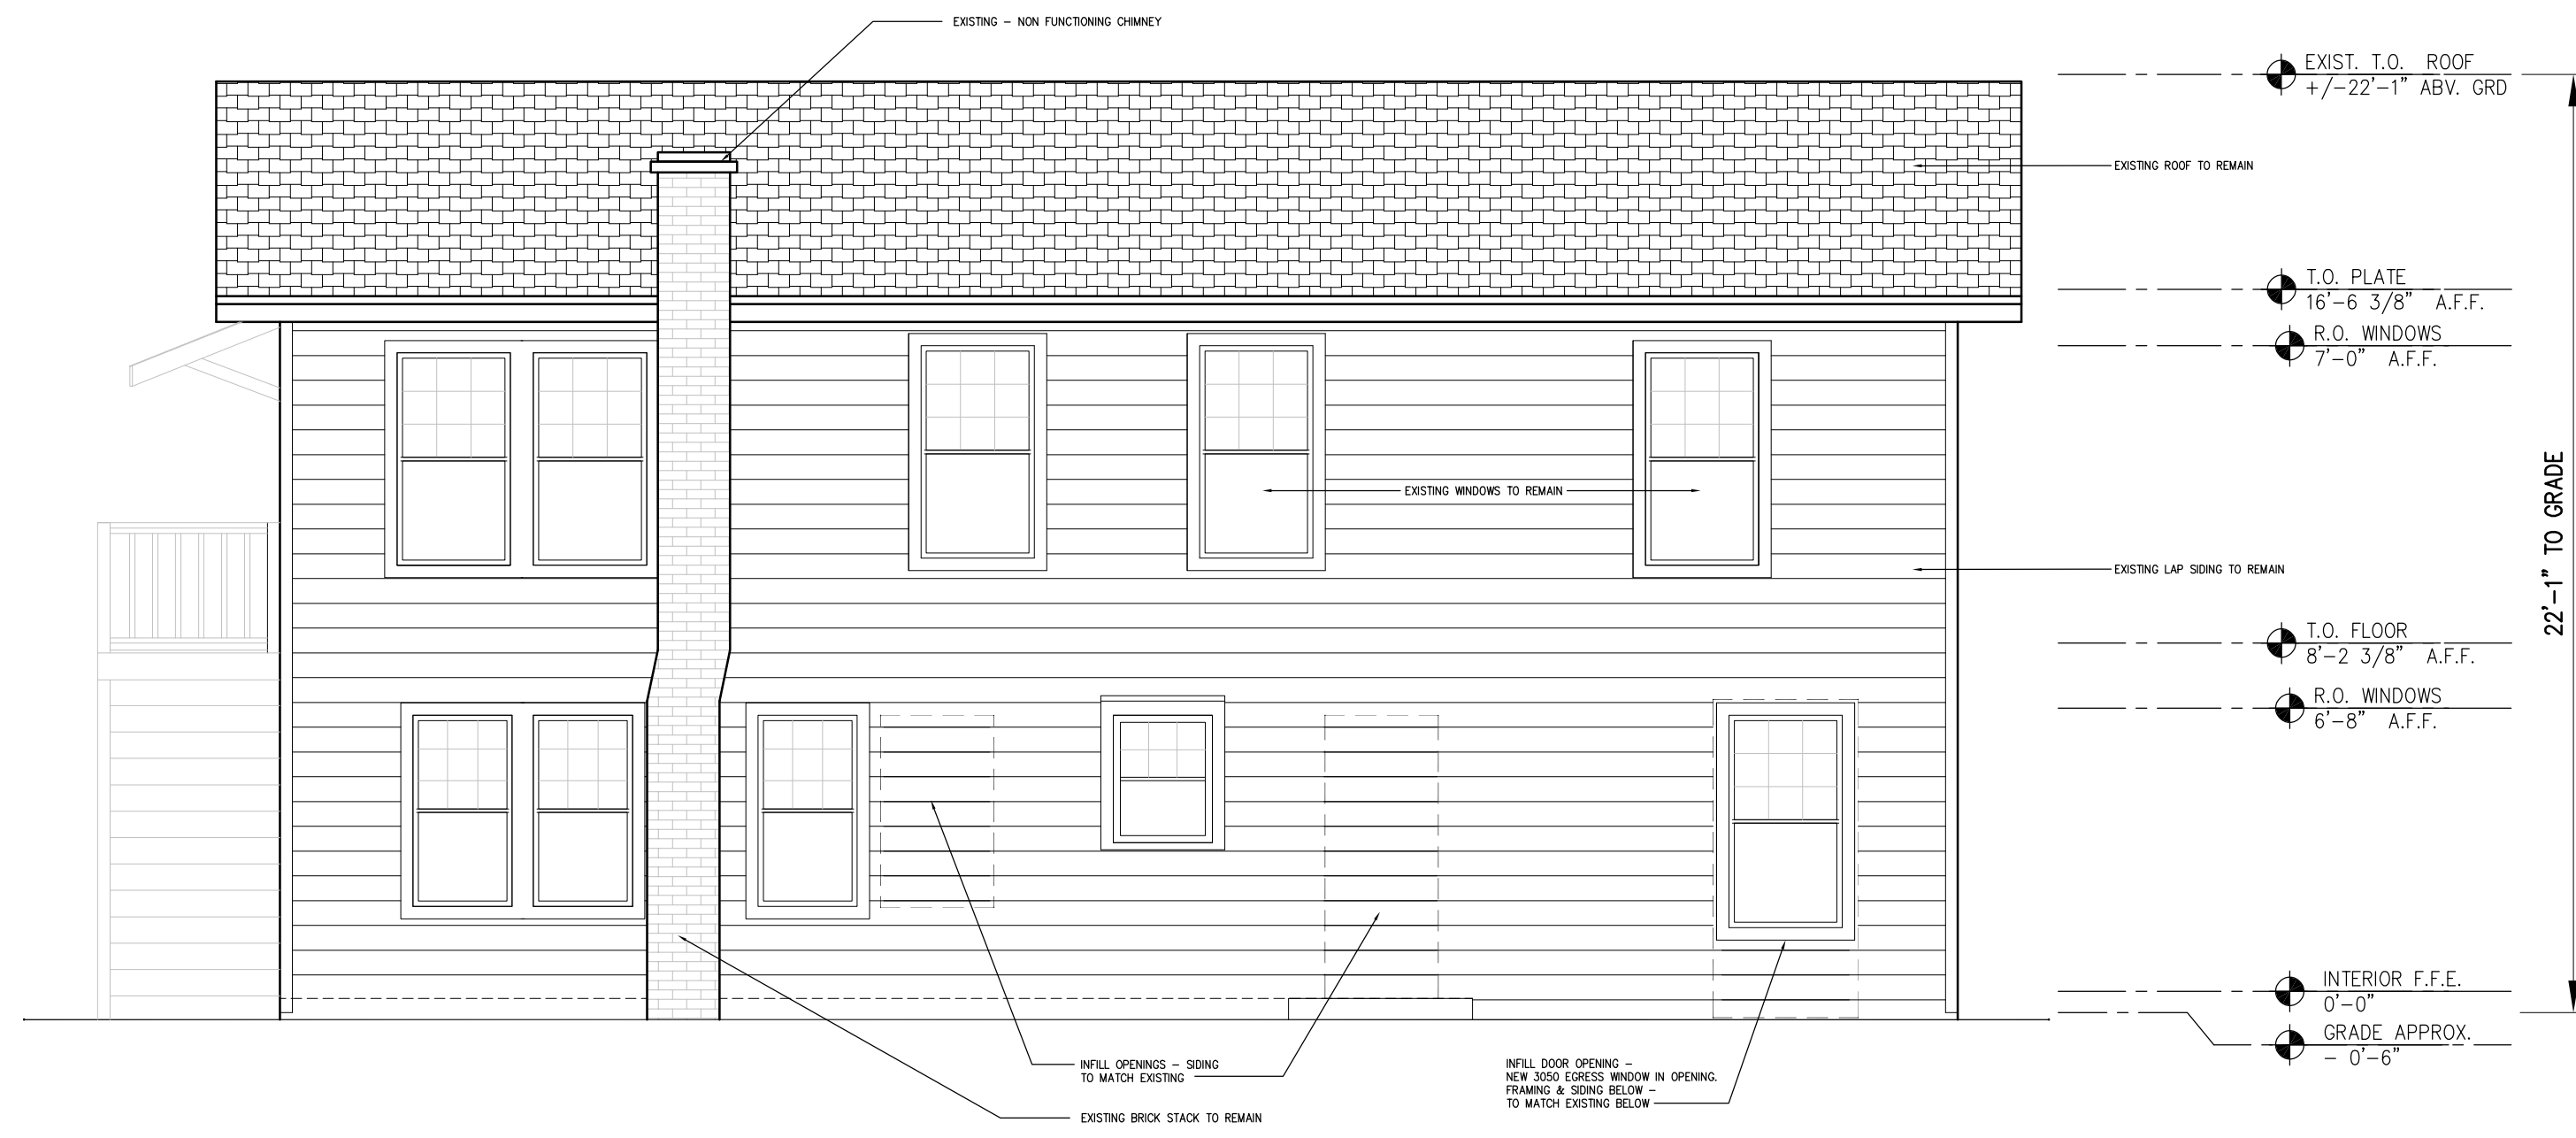 EXISTING – NON FUNCTIONING CHIMNEY
EXIST. T.O. ROOF
+/–22'–1" ABV. GRD
EXISTING ROOF TO REMAIN
T.O. PLATE
16'–6 3/8" A.F.F.
R.O. WINDOWS
7'–0" A.F.F.
EXISTING WINDOWS TO REMAIN
22'–1" TO GRADE
EXISTING LAP SIDING TO REMAIN
T.O. FLOOR
8'–2 3/8" A.F.F.
R.O. WINDOWS
6'–8" A.F.F.
INTERIOR F.F.E.
0'–0"
GRADE APPROX.
– 0'–6"
INFILL OPENINGS – SIDING
TO MATCH EXISTING
INFILL DOOR OPENING –
NEW 3050 EGRESS WINDOW IN OPENING.
FRAMING & SIDING BELOW –
TO MATCH EXISTING BELOW
EXISTING BRICK STACK TO REMAIN